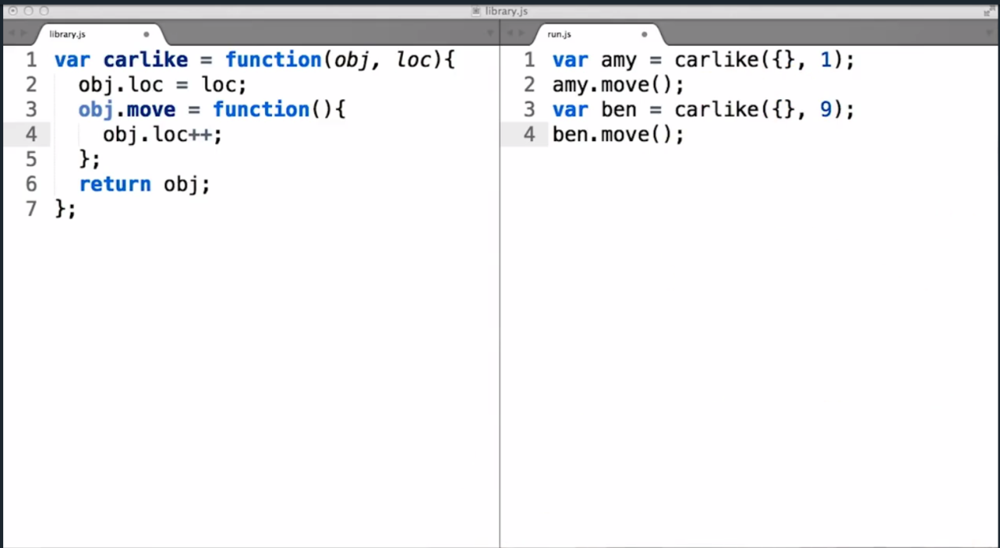 library.js
library.js
1 var carlike = function(obj, loc){
2 obj.loc = loc;
3 obj.move = function(){
4 obj.loc++;
5 };
6 return obj;
7 };
run.js
1 var amy = carlike({}, 1);
2 amy.move();
3 var ben = carlike({}, 9);
4 ben.move();